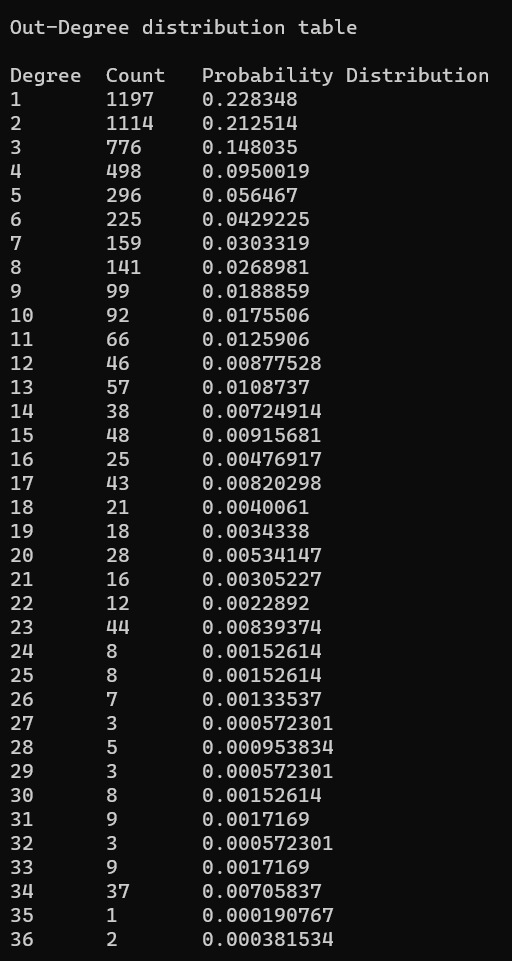 Out-Degree distribution table
Degree Count Probability Distribution
1 1197 0.228348
2 1114 0.212514
3 776 0.148035
4 498 0.0950019
5 296 0.056467
6 225 0.0429225
7 159 0.0303319
8 141 0.0268981
9 99 0.0188859
10 92 0.0175506
11 66 0.0125906
12 46 0.00877528
13 57 0.0108737
14 38 0.00724914
15 48 0.00915681
16 25 0.00476917
17 43 0.00820298
18 21 0.0040061
19 18 0.0034338
20 28 0.00534147
21 16 0.00305227
22 12 0.0022892
23 44 0.00839374
24 8 0.00152614
25 8 0.00152614
26 7 0.00133537
27 3 0.000572301
28 5 0.000953834
29 3 0.000572301
30 8 0.00152614
31 9 0.0017169
32 3 0.000572301
33 9 0.0017169
34 37 0.00705837
35 1 0.000190767
36 2 0.000381534